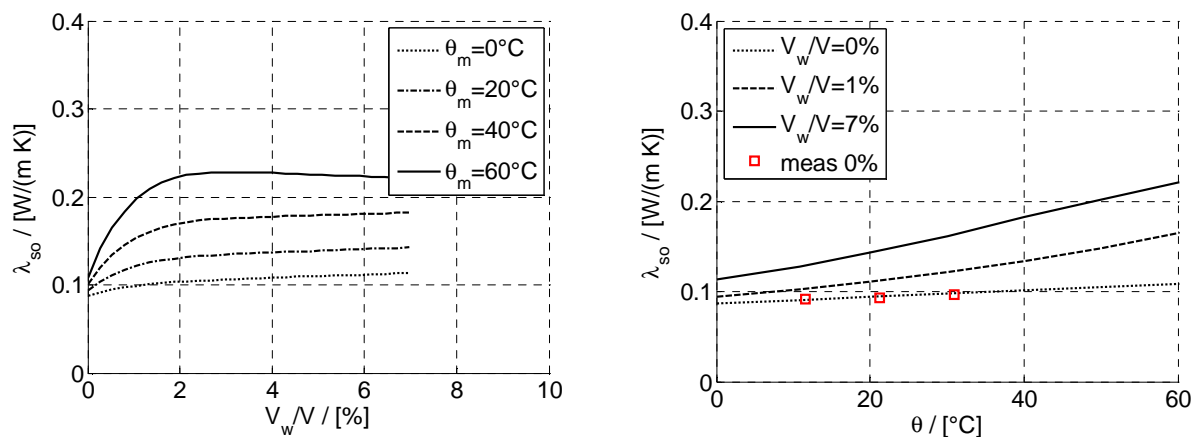 0.4
0.3
0.2
0.1
0
λso / [W/(m K)]
0
2
4
6
8
10
Vw/V / [%]
θm=0°C
θm=20°C
θm=40°C
θm=60°C
0.4
0.3
0.2
0.1
0
λso / [W/(m K)]
0
20
40
60
θ / [°C]
Vw/V=0%
Vw/V=1%
Vw/V=7%
meas 0%